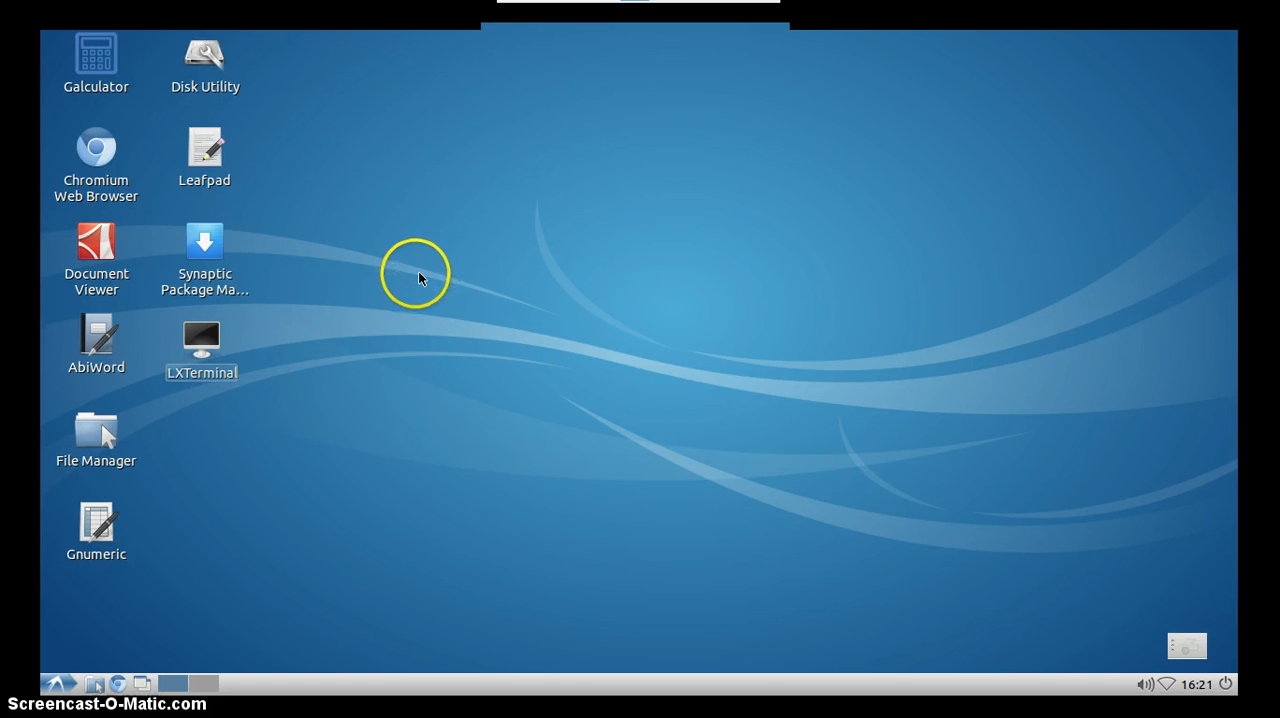 Galculator
Disk Utility
Chromium
Web Browser
Leafpad
Document
Viewer
Synaptic
Package Ma...
AbiWord
LXTerminal
File Manager
Gnumeric
16:21
Screencast-O-Matic.com